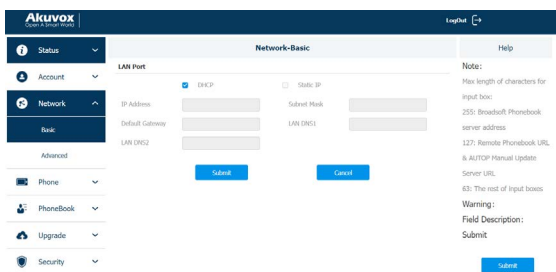 Akuvox
Open A Smart World
LogOut
Status
Account
Network
Basic
Advanced
Phone
PhoneBook
Upgrade
Security
Network-Basic
LAN Port
DHCP
Static IP
IP Address
Subnet Mask
Default Gateway
LAN DNS1
LAN DNS2
Submit
Cancel
Help
Note:
Max length of characters for
input box:
255: Broadsoft Phonebook
server address
127: Remote Phonebook URL
& AUTOP Manual Update
Server URL
63: The rest of input boxes
Warning:
Field Description:
Submit
Submit